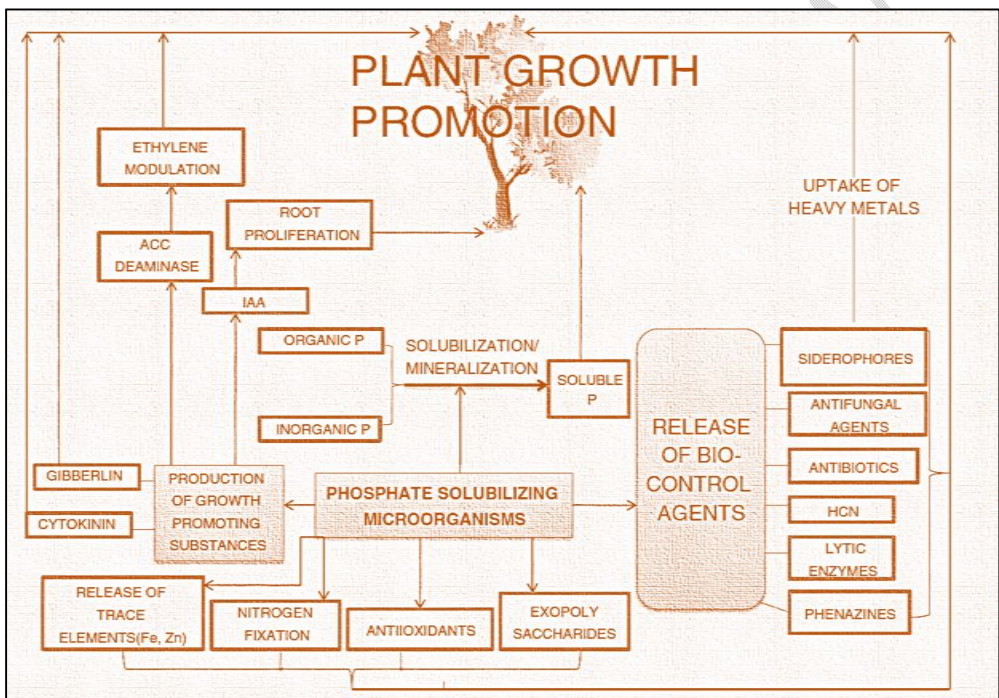 PLANT GROWTH
PROMOTION
ETHYLENE
MODULATION
ROOT
PROLIFERATION
UPTAKE OF
HEAVY METALS
ACC
DEAMINASE
IAA
ORGANIC P
SOLUBILIZATION/
MINERALIZATION
INORGANIC P
SOLUBLE
P
RELEASE
OF BIO-
CONTROL
AGENTS
SIDEROPHORES
ANTIFUNGAL
AGENTS
ANTIBIOTICS
HCN
LYTIC
ENZYMES
PHENAZINES
GIBBERLIN
CYTOKININ
PRODUCTION
OF GROWTH
PROMOTING
SUBSTANCES
PHOSPHATE SOLUBILIZING
MICROORGANISMS
RELEASE OF
TRACE
ELEMENTS(Fe, Zn)
NITROGEN
FIXATION
ANTIIOXIDANTS
EXOPOLY
SACCHARIDES